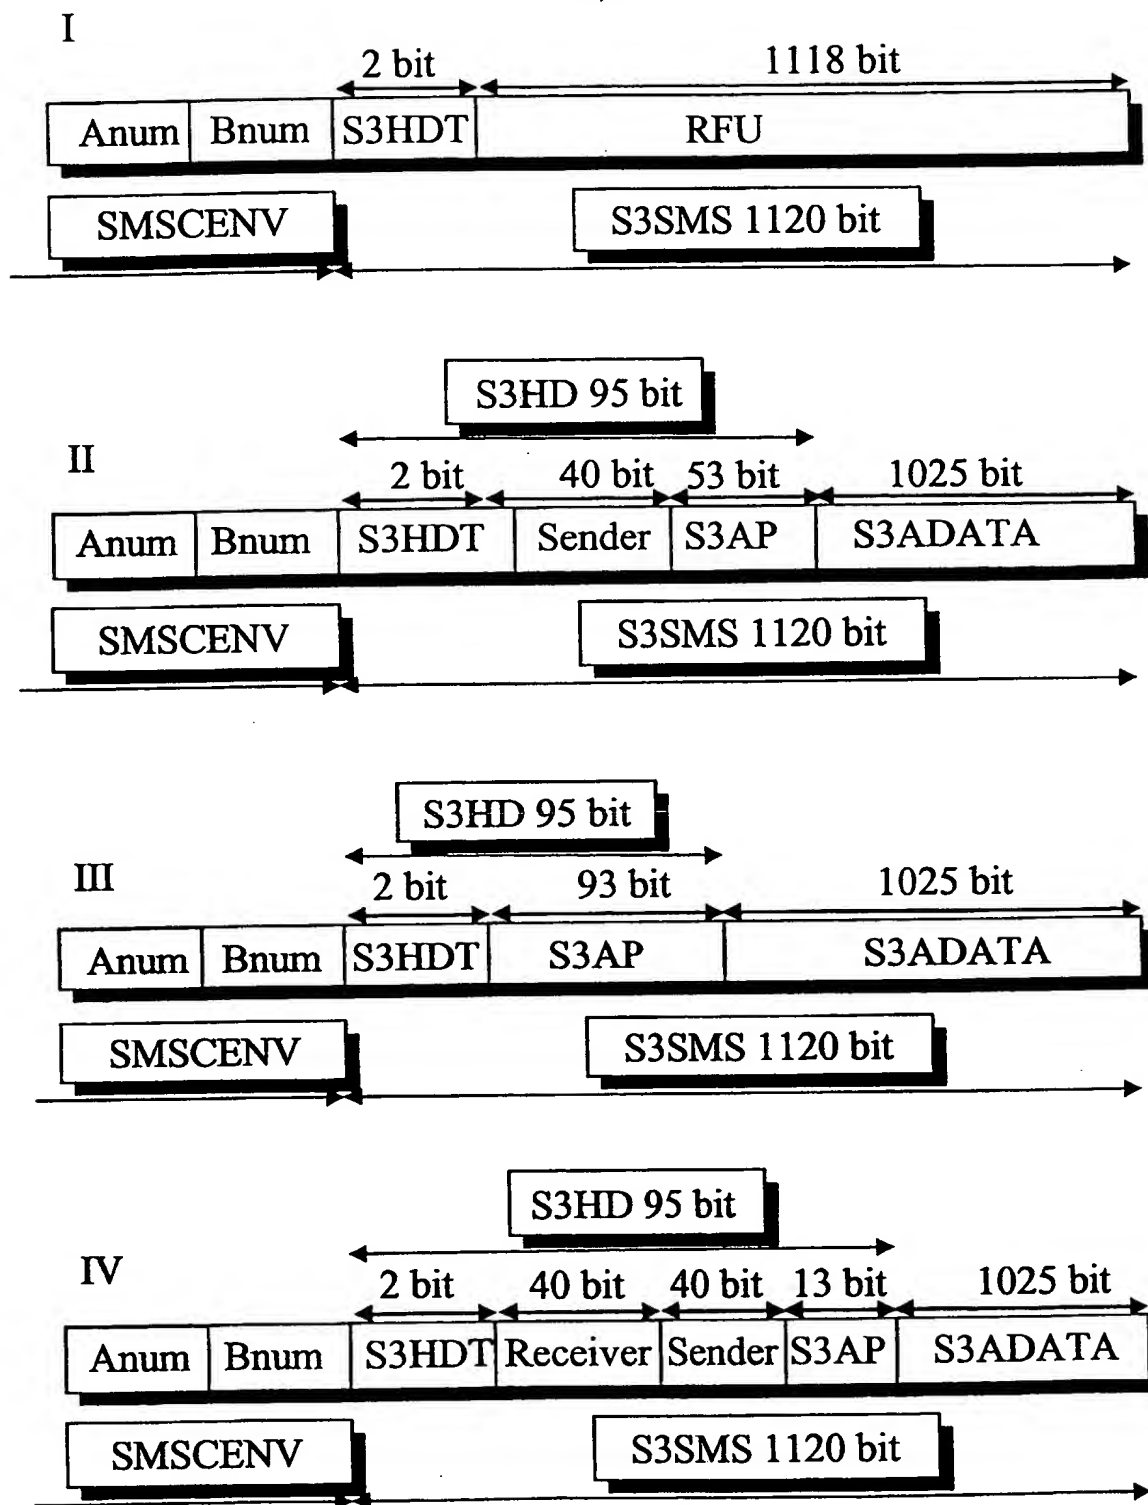 I
2 bit 1118 bit
Anum Bnum S3HDT RFU
SMSCENV S3SMS 1120 bit
S3HD 95 bit
II
2 bit 40 bit 53 bit 1025 bit
Anum Bnum S3HDT Sender S3AP S3ADATA
SMSCENV S3SMS 1120 bit
S3HD 95 bit
III
2 bit 93 bit 1025 bit
Anum Bnum S3HDT S3AP S3ADATA
SMSCENV S3SMS 1120 bit
S3HD 95 bit
IV
2 bit 40 bit 40 bit 13 bit 1025 bit
Anum Bnum S3HDT Receiver Sender S3AP S3ADATA
SMSCENV S3SMS 1120 bit